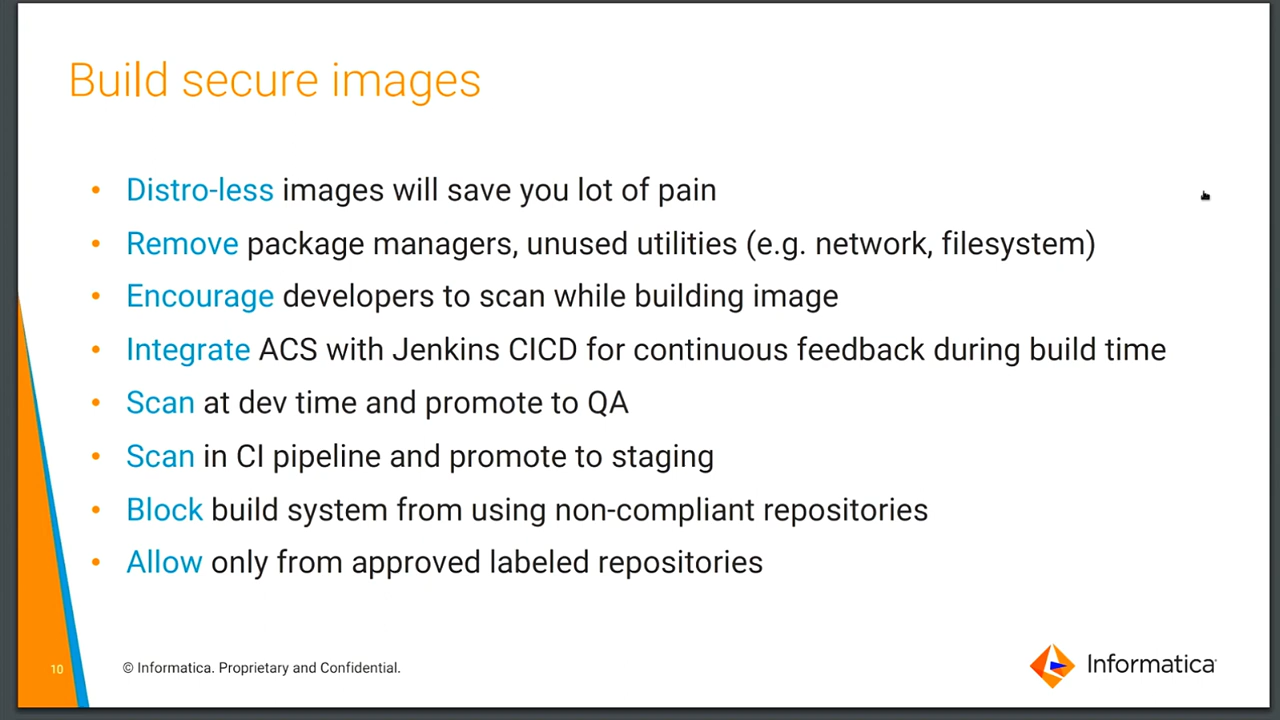 Build secure images
• Distro-less images will save you lot of pain
• Remove package managers, unused utilities (e.g. network, filesystem)
• Encourage developers to scan while building image
• Integrate ACS with Jenkins CICD for continuous feedback during build time
• Scan at dev time and promote to QA
• Scan in CI pipeline and promote to staging
• Block build system from using non-compliant repositories
• Allow only from approved labeled repositories
10
© Informatica. Proprietary and Confidential.
Informatica